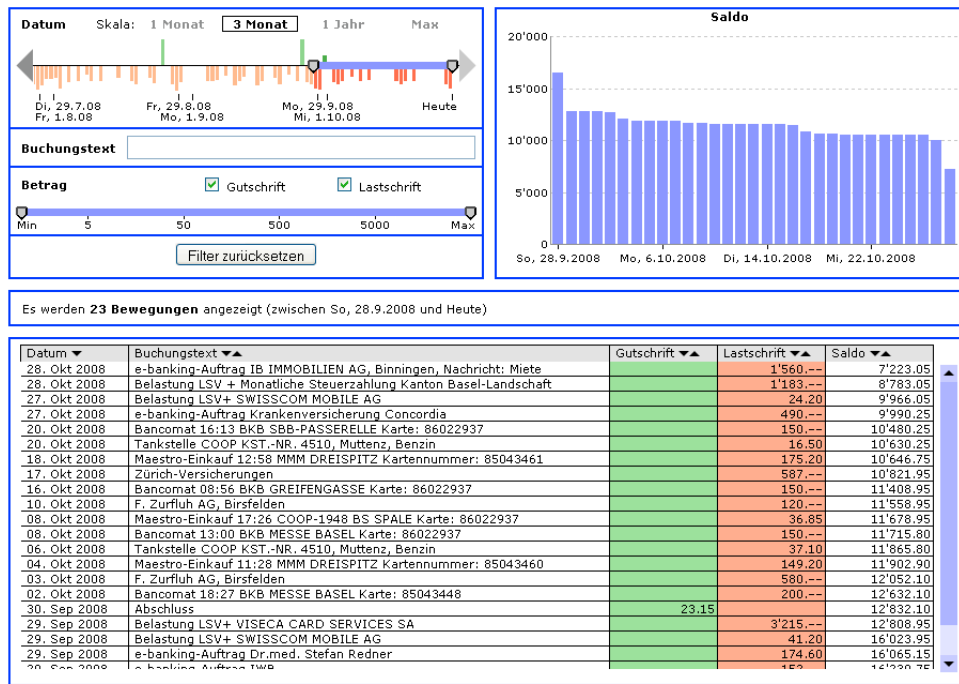 Datum Skala: 1 Monat 3 Monat 1 Jahr Max
Di, 29.7.08 Fr, 29.8.08 Mo, 29.9.08 Heute
Fr, 1.8.08 Mo, 1.9.08 Mi, 1.10.08
Buchungstext
Betrag Gutschrift Lastschrift
Min 5 50 500 5000 Max
Filter zurücksetzen
Saldo
20'000
15'000
10'000
5'000
0
So, 28.9.2008 Mo, 6.10.2008 Di, 14.10.2008 Mi, 22.10.2008
Es werden 23 Bewegungen angezeigt (zwischen So, 28.9.2008 und Heute)
Datum Buchungstext Gutschrift Lastschrift Saldo
28. Okt 2008 e-banking-Auftrag IB IMMOBILIEN AG, Binningen, Nachricht: Miete 1'560.-- 7'223.05
28. Okt 2008 Belastung LSV + Monatliche Steuerzahlung Kanton Basel-Landschaft 1'183.-- 8'783.05
27. Okt 2008 Belastung LSV+ SWISSCOM MOBILE AG 24.20 9'966.05
27. Okt 2008 e-banking-Auftrag Krankenversicherung Concordia 490.-- 9'990.25
20. Okt 2008 Bancomat 16:13 BKB SBB-PASSERELLE Karte: 86022937 150.-- 10'480.25
20. Okt 2008 Tankstelle COOP KST.-NR. 4510, Muttenz, Benzin 16.50 10'630.25
18. Okt 2008 Maestro-Einkauf 12:58 MMM DREISPITZ Kartennummer: 85043461 175.20 10'646.75
17. Okt 2008 Zürich-Versicherungen 587.-- 10'821.95
16. Okt 2008 Bancomat 08:56 BKB GREIFENGASSE Karte: 86022937 150.-- 11'408.95
10. Okt 2008 F. Zurfluh AG, Birsfelden 120.-- 11'558.95
08. Okt 2008 Maestro-Einkauf 17:26 COOP-1948 BS SPALE Karte: 86022937 36.85 11'678.95
08. Okt 2008 Bancomat 13:00 BKB MESSE BASEL Karte: 86022937 150.-- 11'715.80
06. Okt 2008 Tankstelle COOP KST.-NR. 4510, Muttenz, Benzin 37.10 11'865.80
04. Okt 2008 Maestro-Einkauf 11:28 MMM DREISPITZ Kartennummer: 85043460 149.20 11'902.90
03. Okt 2008 F. Zurfluh AG, Birsfelden 580.-- 12'052.10
02. Okt 2008 Bancomat 18:27 BKB MESSE BASEL Karte: 85043448 200.-- 12'632.10
30. Sep 2008 Abschluss 23.15 12'832.10
29. Sep 2008 Belastung LSV+ VISECA CARD SERVICES SA 3'215.-- 12'808.95
29. Sep 2008 Belastung LSV+ SWISSCOM MOBILE AG 41.20 16'023.95
29. Sep 2008 e-banking-Auftrag Dr.med. Stefan Redner 174.60 16'065.15
29. Sep 2008 e-banking-Auftrag IWB